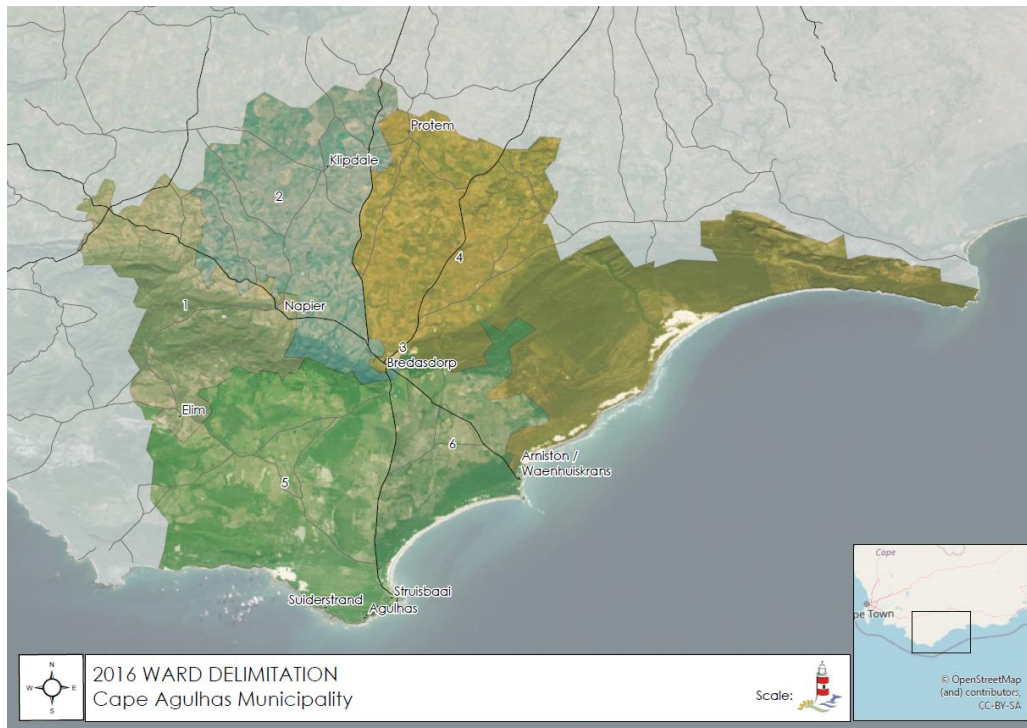 Protem
Klipdale
2
4
1
Napier
3
Bredasdorp
Elim
6
Arniston /
Waenhuiskrans
5
Struisbaai
Suiderstrand
Agulhas
Cape
pe Town
© OpenStreetMap
(and) contributors,
CC-BY-SA
N
W
E
S
2016 WARD DELIMITATION
Cape Agulhas Municipality
Scale: